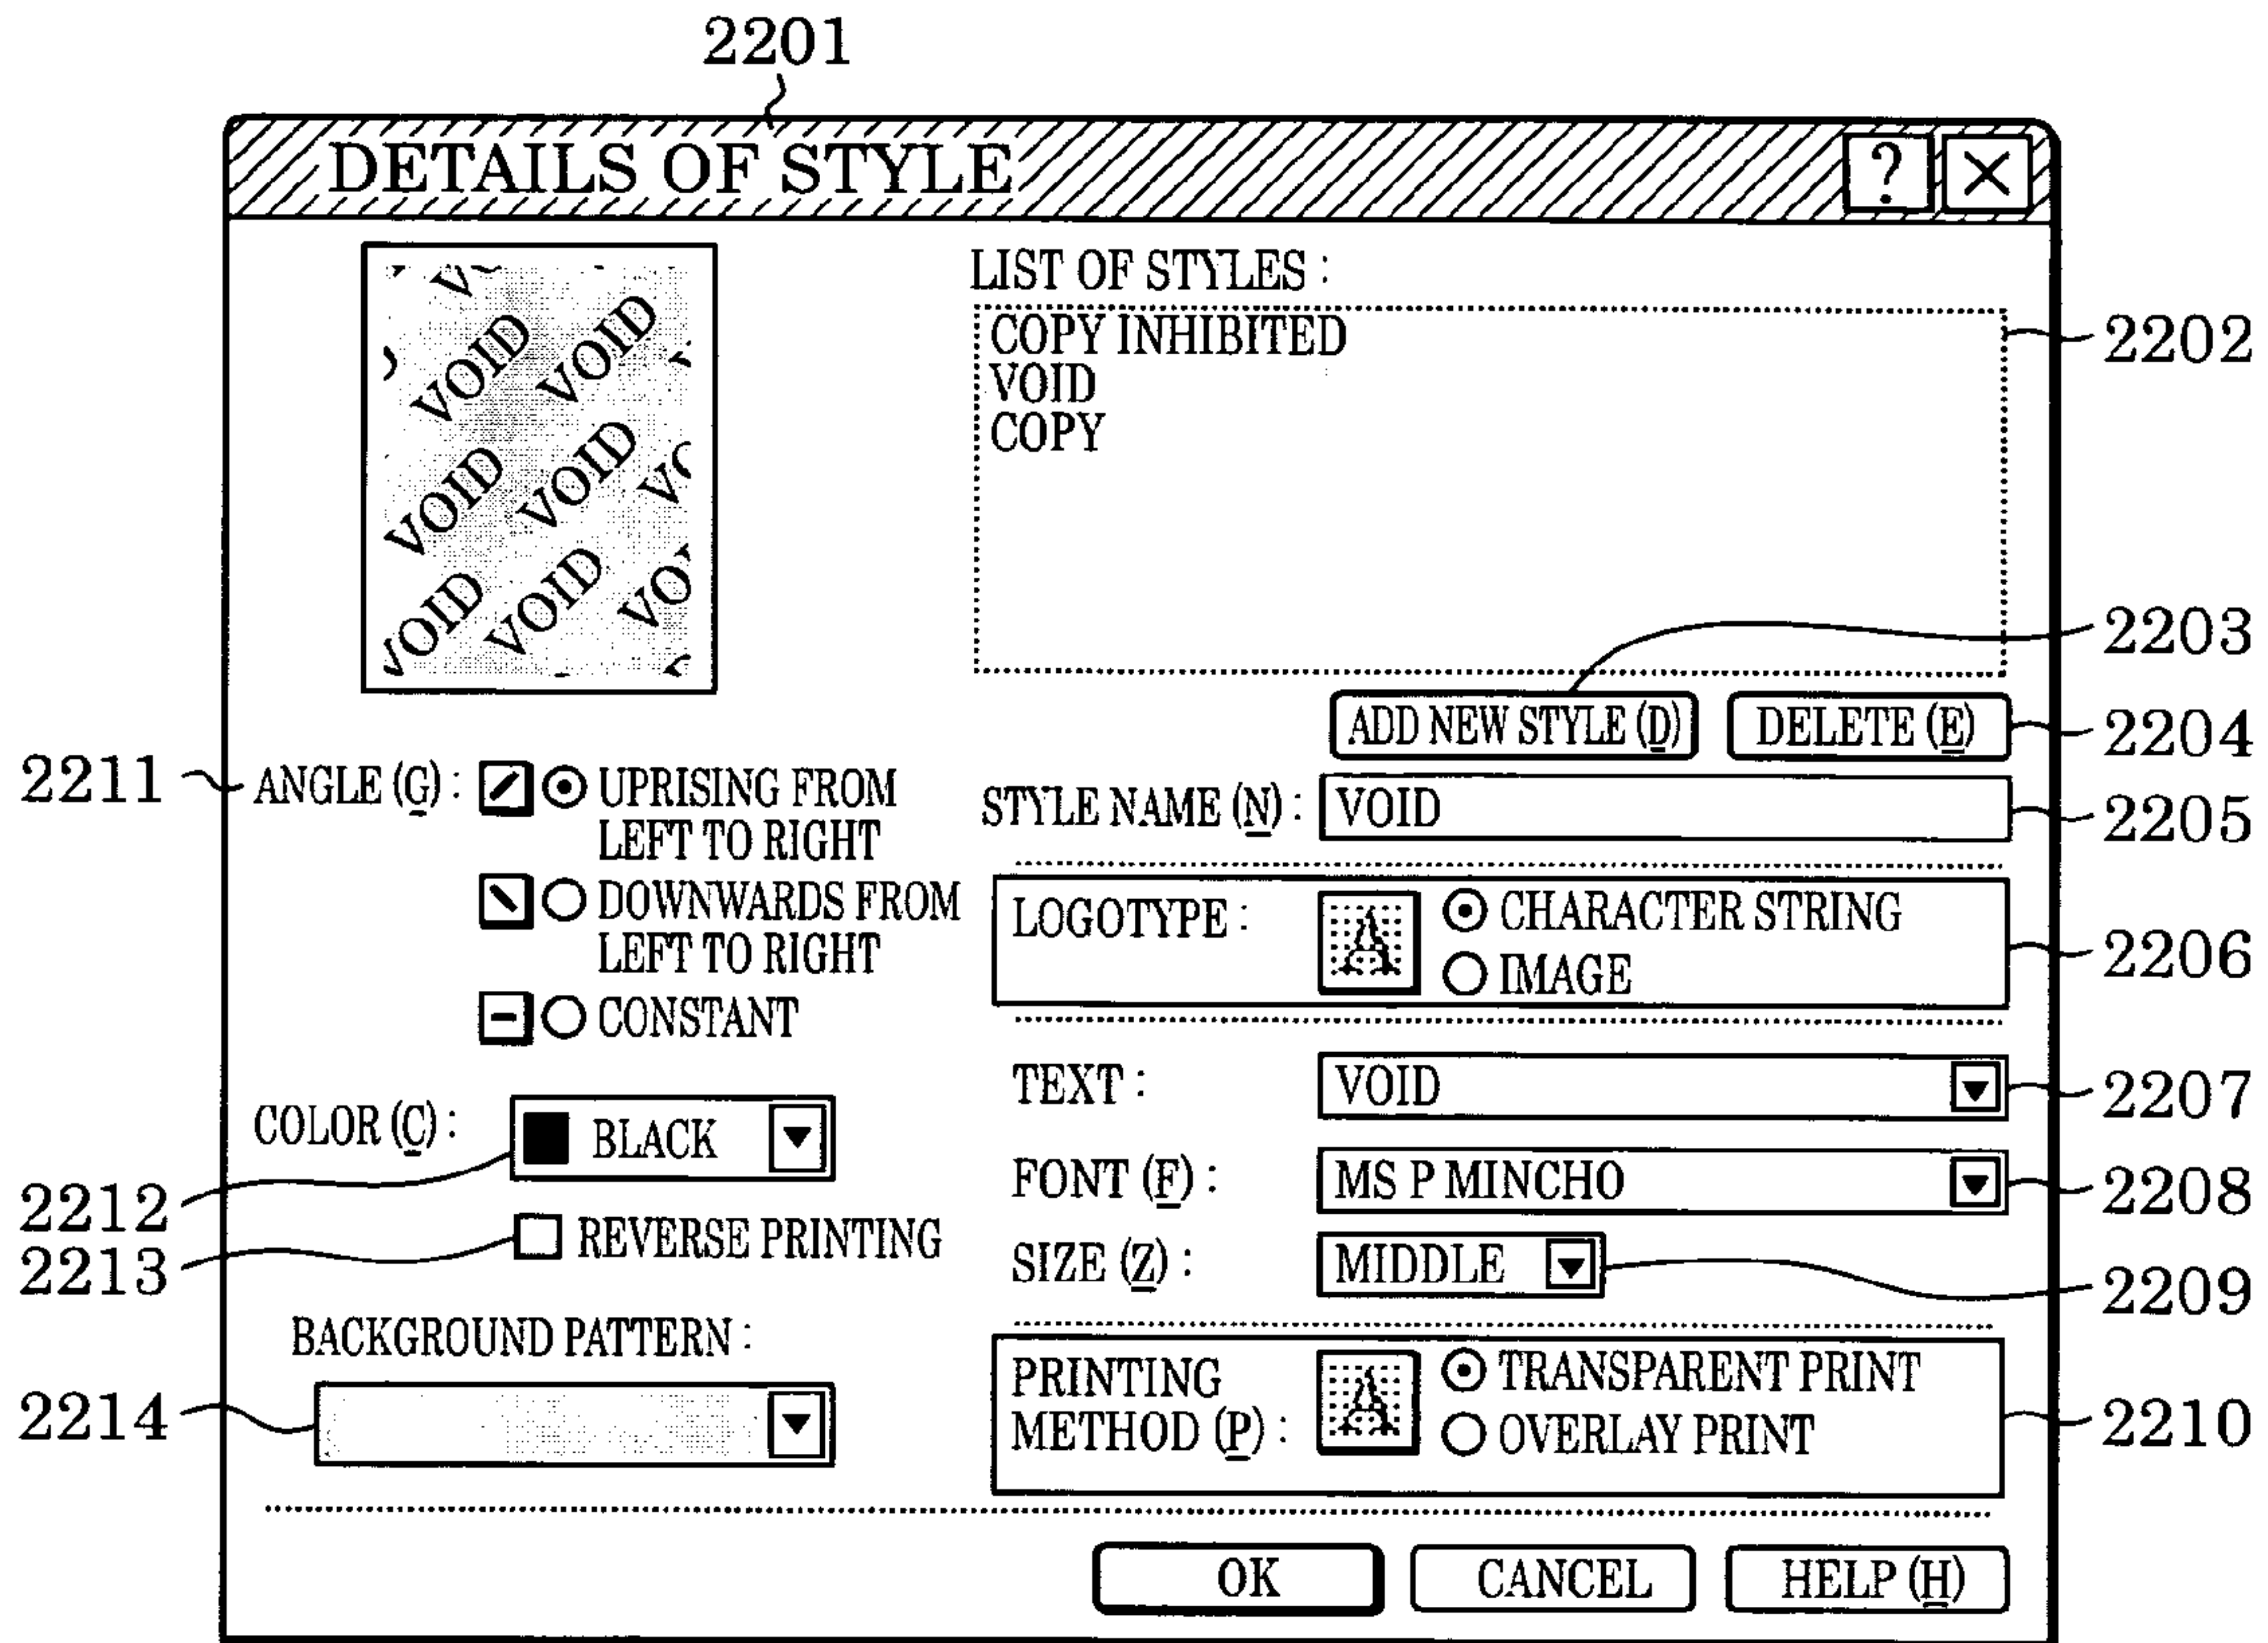 2201
DETAILS OF STYLE ? ×
VOID VOID
VOID VOID
VOID VOID VO
LIST OF STYLES :
COPY INHIBITED
VOID
COPY
2202
2203
ADD NEW STYLE (D) DELETE (E)
2204
STYLE NAME (N) : VOID
2205
LOGOTYPE : A CHARACTER STRING
IMAGE
2206
TEXT : VOID
2207
FONT (F) : MS P MINCHO
2208
SIZE (Z) : MIDDLE
2209
PRINTING METHOD (P) : A TRANSPARENT PRINT
OVERLAY PRINT
2210
2211
ANGLE (G) : UPRISING FROM
LEFT TO RIGHT
DOWNWARDS FROM
LEFT TO RIGHT
CONSTANT
COLOR (C) : BLACK
2212
REVERSE PRINTING
2213
BACKGROUND PATTERN :
2214
OK CANCEL HELP (H)